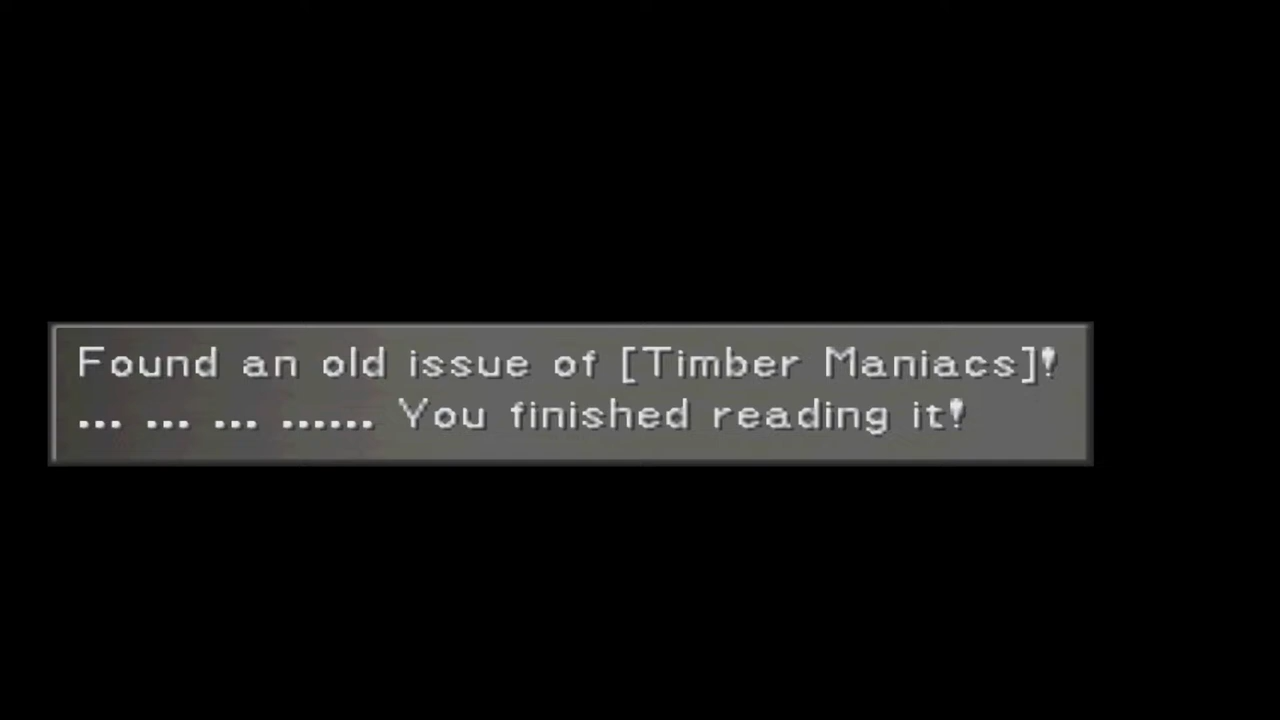 Found an old issue of [Timber Maniacs]!
... ... ... ...... You finished reading it!